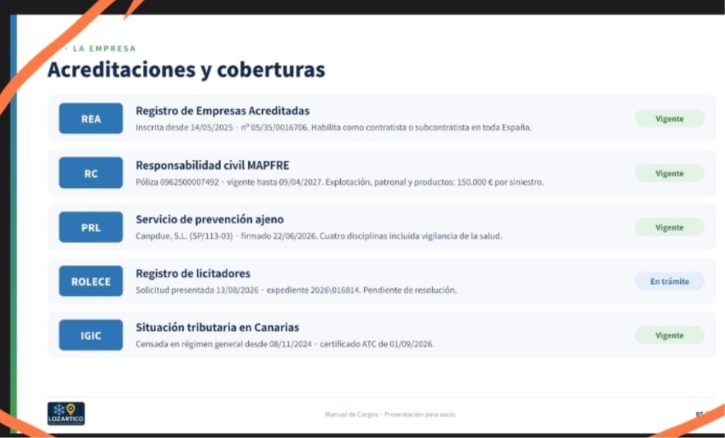 · LA EMPRESA
Acreditaciones y coberturas
REA
Registro de Empresas Acreditadas
Vigente
Inscrita desde 14/05/2025 · nº 05/35/0016706. Habilita como contratista o subcontratista en toda España.
RC
Responsabilidad civil MAPFRE
Vigente
Póliza 0962500007492 · vigente hasta 09/04/2027. Explotación, patronal y productos: 150.000 € por siniestro.
PRL
Servicio de prevención ajeno
Vigente
Canpdue, S.L. (SP/113-03) · firmado 22/06/2026. Cuatro disciplinas incluida vigilancia de la salud.
ROLECE
Registro de licitadores
En trámite
Solicitud presentada 13/08/2026 · expediente 2026\016814. Pendiente de resolución.
IGIC
Situación tributaria en Canarias
Vigente
Censada en régimen general desde 08/11/2024 · certificado ATC de 01/09/2026.
LOZARTICO
Manual de Cargos · Presentación para socio